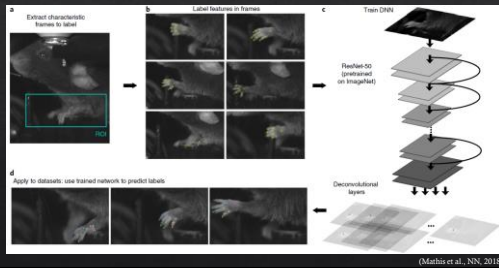 a
Extract characteristic
frames to label
ROI
b
Label features in frames
c
Train DNN
ResNet-50
(pretrained
on ImageNet)
d
Apply to datasets: use trained network to predict labels
Deconvolutional
layers
...
...
(Mathis et al., NN, 2018